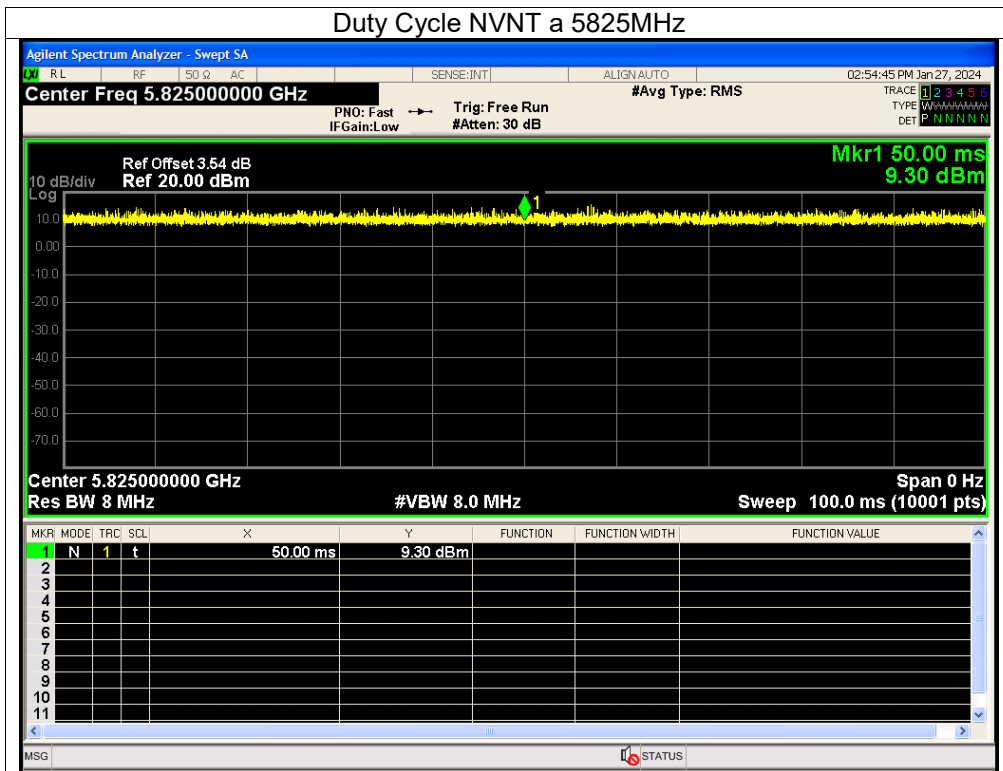 Duty Cycle NVNT a 5825MHz
Agilent Spectrum Analyzer - Swept SA
LXI RL RF 50 Ω AC SENSE:INT ALIGN AUTO 02:54:45 PM Jan 27, 2024
Center Freq 5.825000000 GHz #Avg Type: RMS TRACE 1 2 3 4 5 6
PNO: Fast Trig: Free Run TYPE WWWWWW
IFGain:Low #Atten: 30 dB DET P N N N N N
Mkr1 50.00 ms
Ref Offset 3.54 dB
10 dB/div Ref 20.00 dBm 9.30 dBm
Log
1
10.0
0.00
-10.0
-20.0
-30.0
-40.0
-50.0
-60.0
-70.0
Center 5.825000000 GHz Span 0 Hz
Res BW 8 MHz #VBW 8.0 MHz Sweep 100.0 ms (10001 pts)
MKR MODE TRC SCL X Y FUNCTION FUNCTION WIDTH FUNCTION VALUE
1 N 1 t 50.00 ms 9.30 dBm
2
3
4
5
6
7
8
9
10
11
MSG STATUS